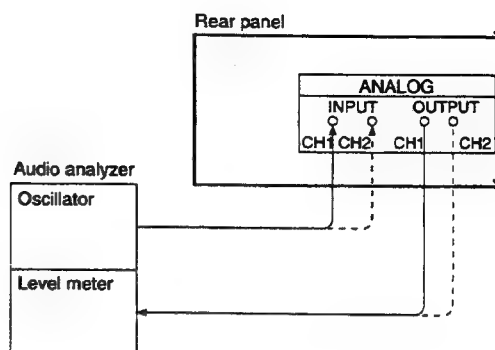 Rear panel
ANALOG
INPUT OUTPUT
CH1 CH2 CH1 CH2
Audio analyzer
Oscillator
Level meter